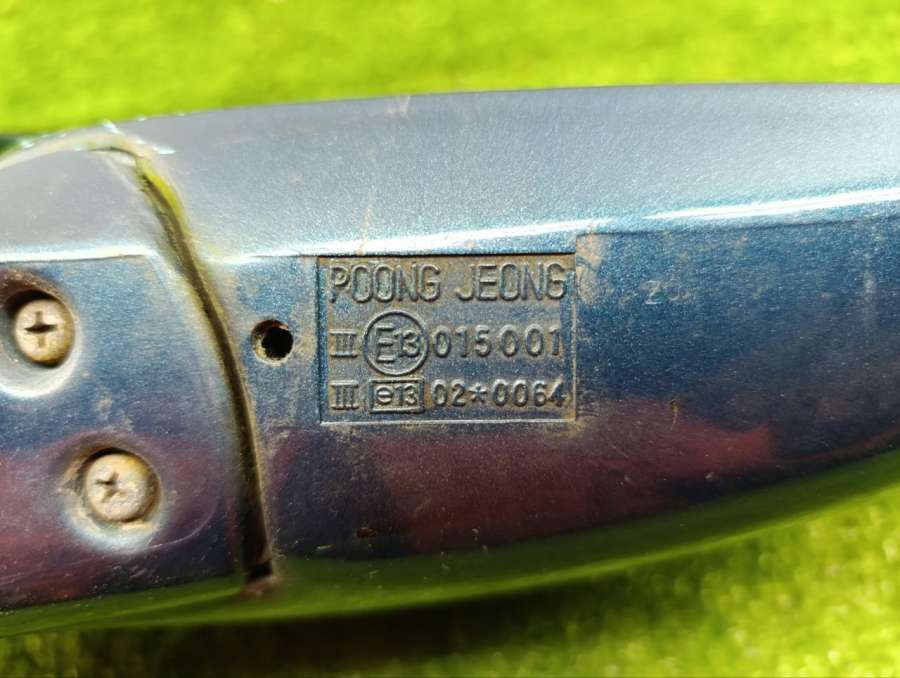 POONG JEONG
III E13 015001
III e13 02*0064